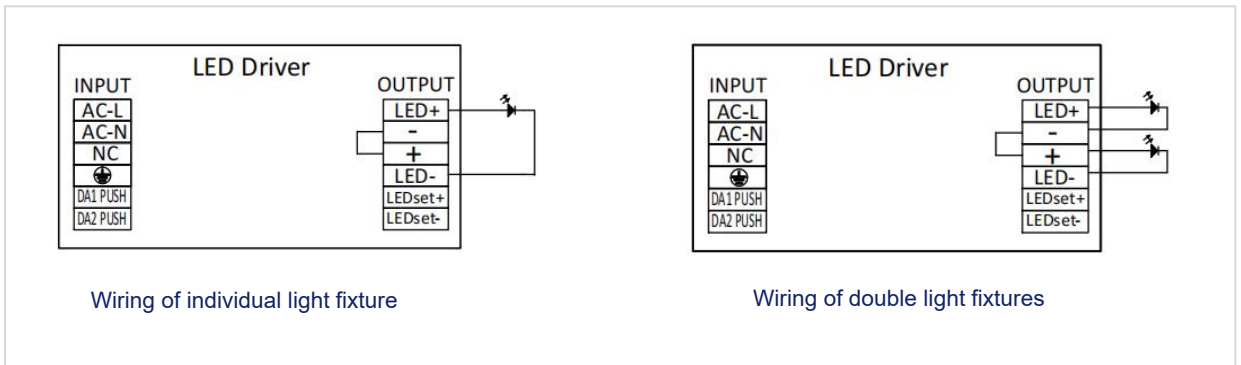 LED Driver
INPUT
OUTPUT
AC-L
LED+
AC-N
-
NC
+
LED-
DA1 PUSH
LEDset+
DA2 PUSH
LEDset-
Wiring of individual light fixture
LED Driver
INPUT
OUTPUT
AC-L
LED+
AC-N
-
NC
+
LED-
DA1 PUSH
LEDset+
DA2 PUSH
LEDset-
Wiring of double light fixtures